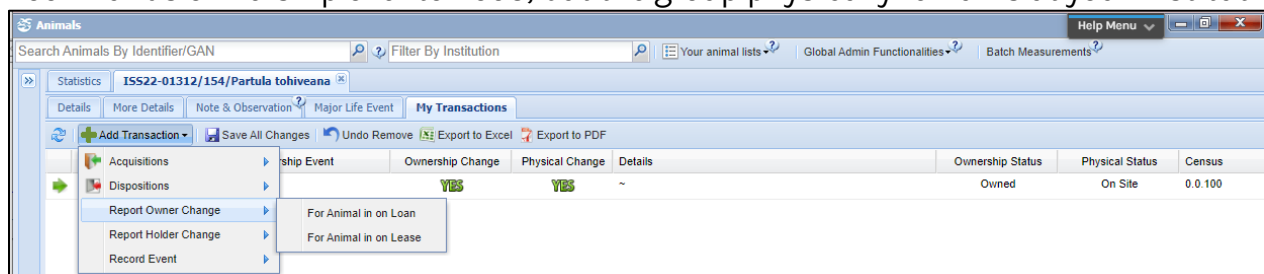 Animals Help Menu
Search Animals By Identifier/GAN Filter By Institution Your animal lists Global Admin Functionalities Batch Measurements
Statistics ISS22-01312/154/Partula tohiveana
Details More Details Note & Observation Major Life Event My Transactions
Add Transaction Save All Changes Undo Remove Export to Excel Export to PDF
Acquisitions ship Event Ownership Change Physical Change Details Ownership Status Physical Status Census
Dispositions YES YES ~ Owned On Site 0.0.100
Report Owner Change For Animal in on Loan
Report Holder Change For Animal in on Lease
Record Event